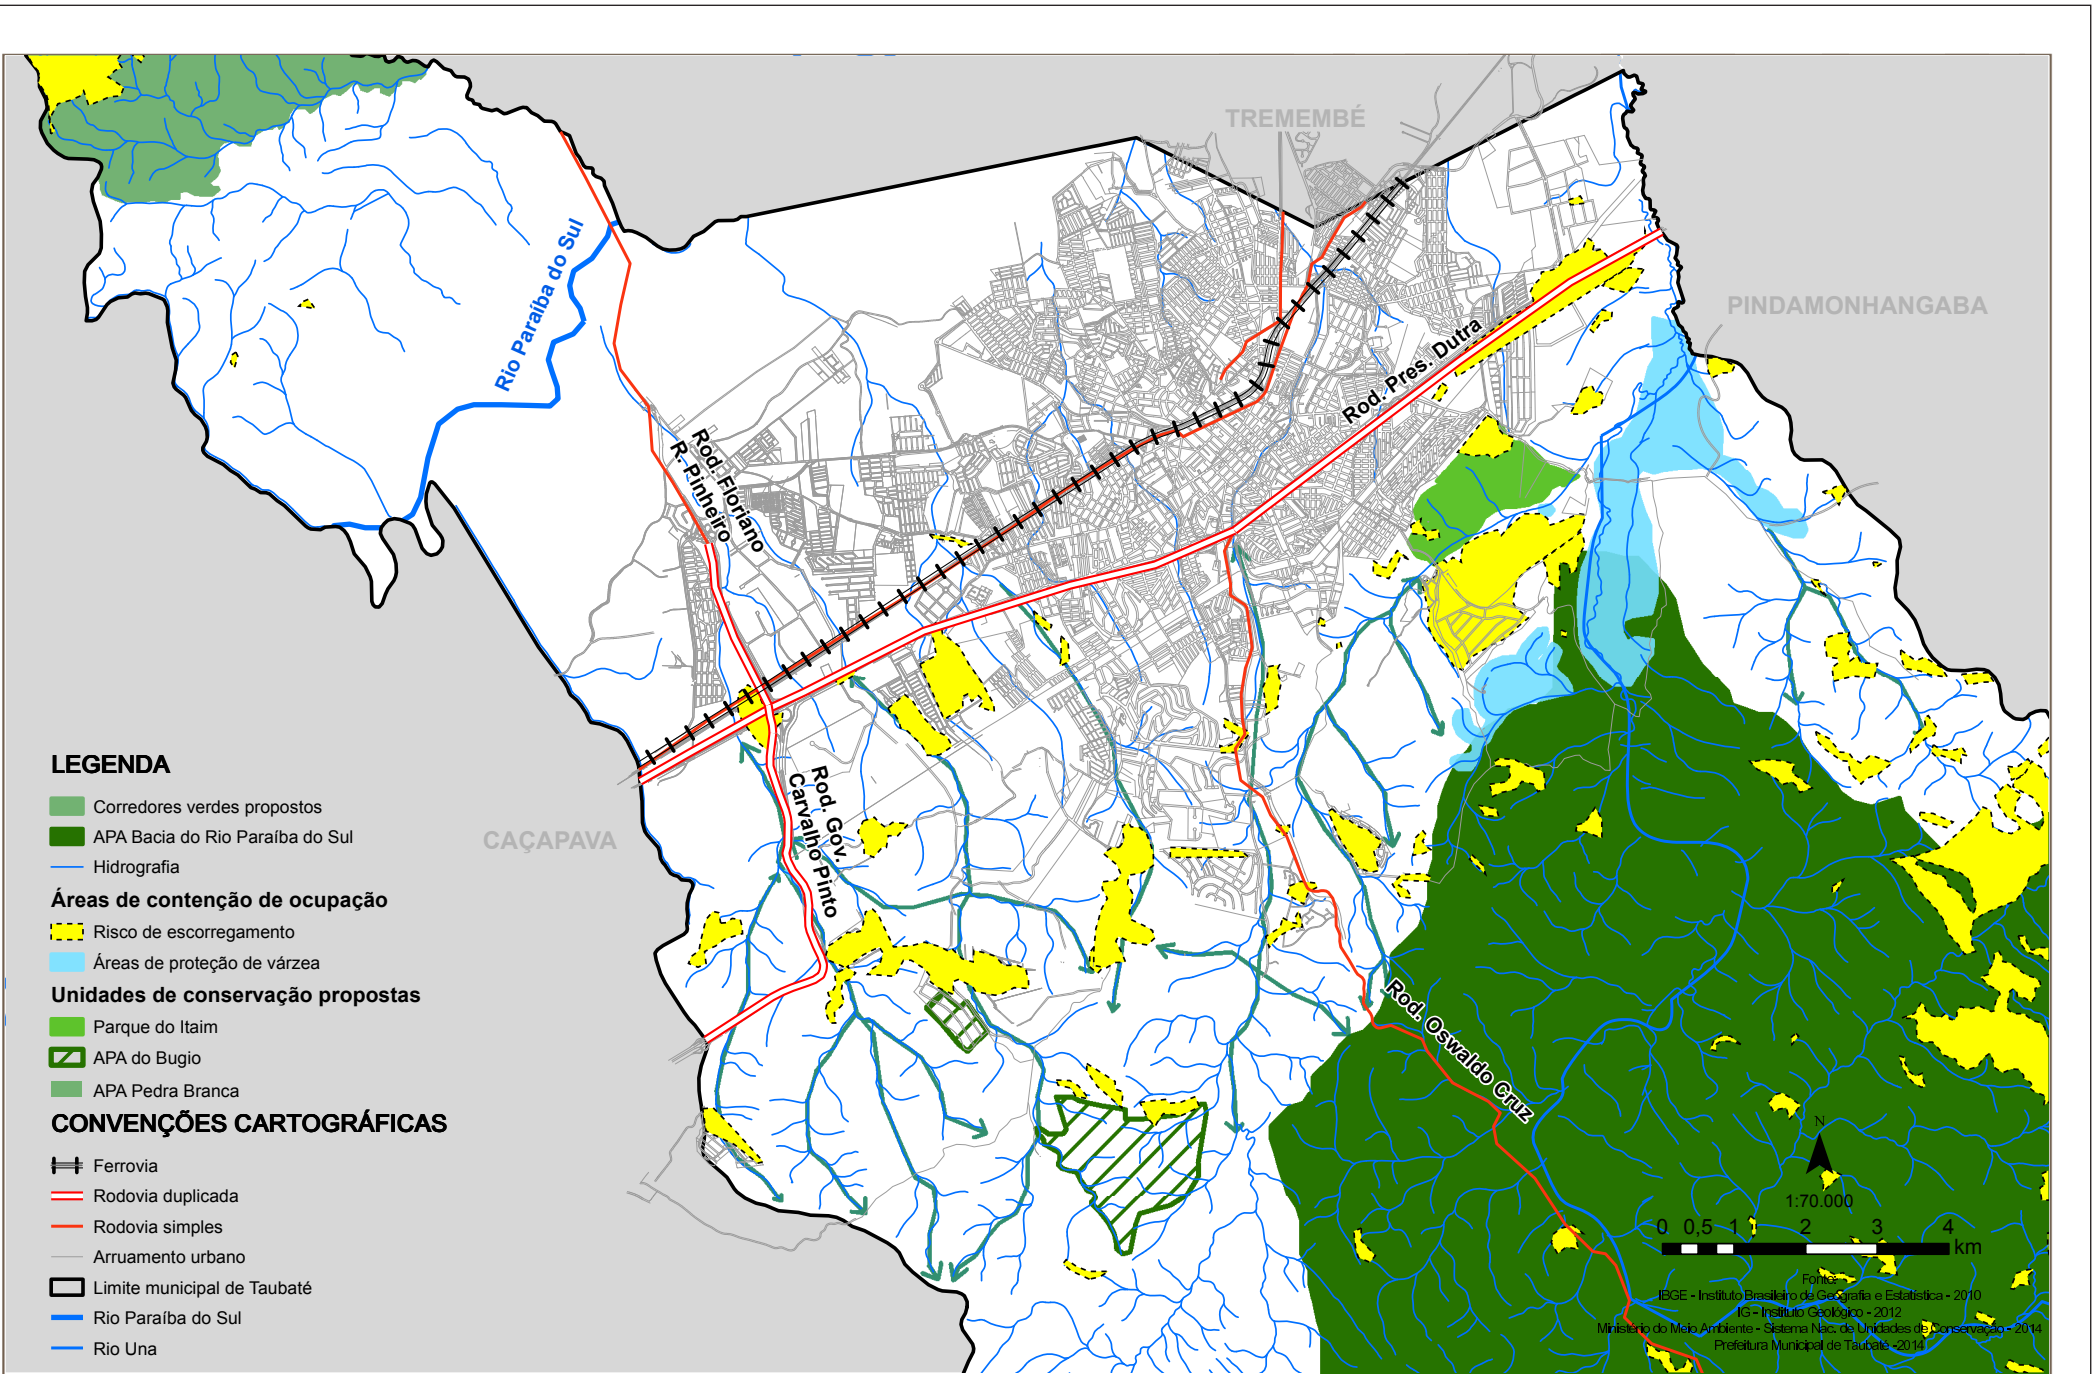 TREMEMBÉ
PINDAMONHANGABA
Rio Paraíba do Sul
Rod. Pres. Dutra
Rod. Floriano
R. Pinheiro
Rod. Gov.
Carvalho Pinto
CAÇAPAVA
Rod. Oswaldo Cruz
LEGENDA
Corredores verdes propostos
APA Bacia do Rio Paraíba do Sul
Hidrografia
Áreas de contenção de ocupação
Risco de escorregamento
Áreas de proteção de várzea
Unidades de conservação propostas
Parque do Itaim
APA do Bugio
APA Pedra Branca
CONVENÇÕES CARTOGRÁFICAS
Ferrovia
Rodovia duplicada
Rodovia simples
Arruamento urbano
Limite municipal de Taubaté
Rio Paraíba do Sul
Rio Una
N
1:70.000
0 0,5 1 2 3 4
km
Fonte:
IBGE - Instituto Brasileiro de Geografia e Estatística - 2010
IG - Instituto Geológico - 2012
Ministério do Meio Ambiente - Sistema Nac. de Unidades de Conservação - 2014
Prefeitura Municipal de Taubaté -2014